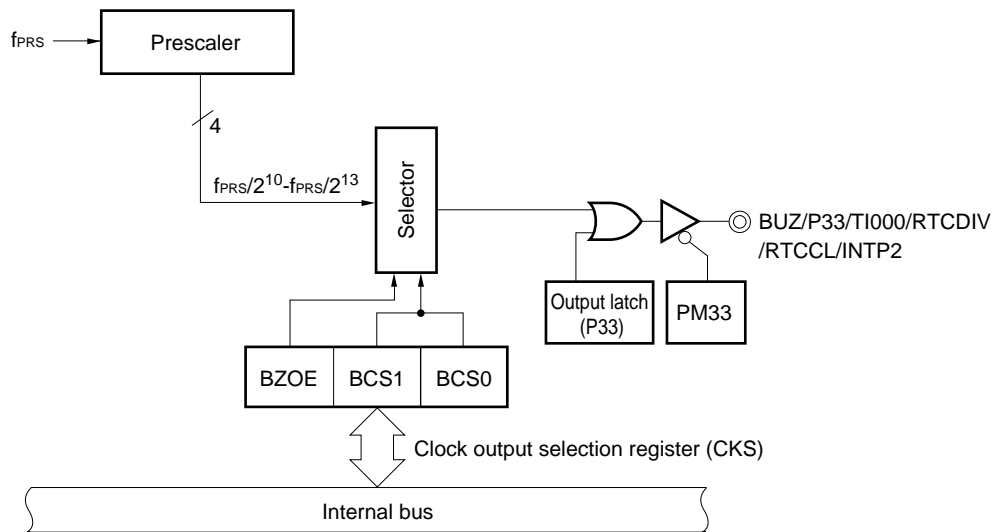 fPRS
Prescaler
4
fPRS/2^10-fPRS/2^13
Selector
BUZ/P33/TI000/RTCDIV
/RTCCL/INTP2
Output latch
(P33)
PM33
BZOE
BCS1
BCS0
Clock output selection register (CKS)
Internal bus